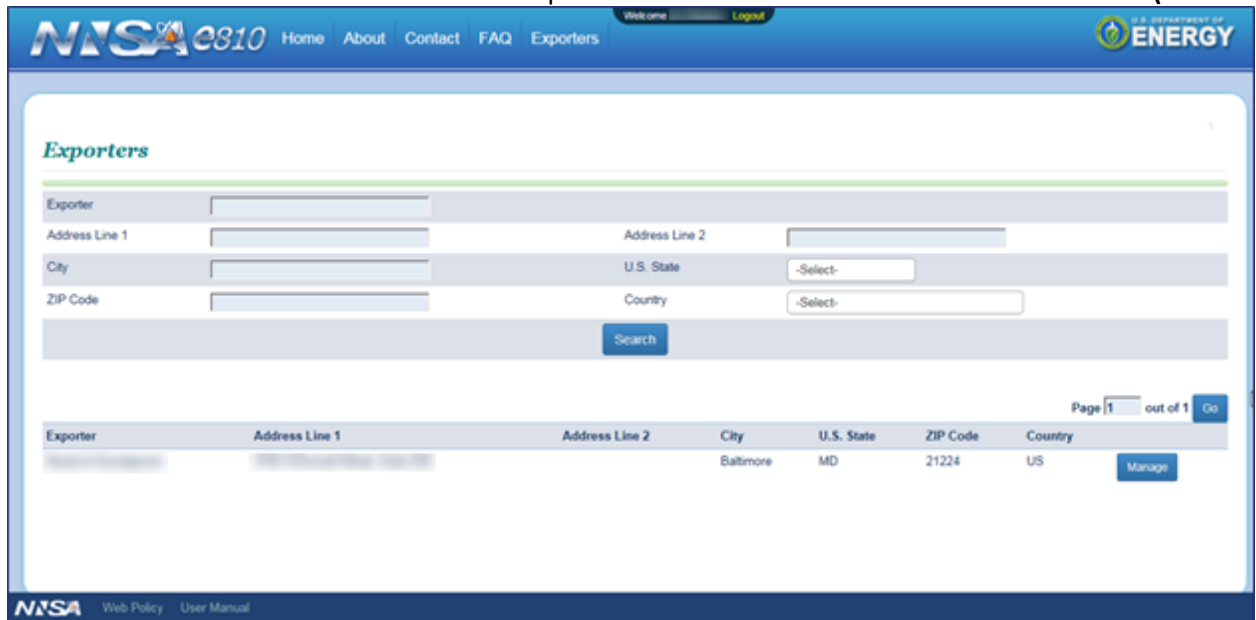 Welcome Logout
NNSA e810 Home About Contact FAQ Exporters
U.S. DEPARTMENT OF
ENERGY
Exporters
Exporter
Address Line 1 Address Line 2
City U.S. State -Select-
ZIP Code Country -Select-
Search
Page 1 out of 1 Go
Exporter Address Line 1 Address Line 2 City U.S. State ZIP Code Country
Baltimore MD 21224 US Manage
NNSA Web Policy User Manual